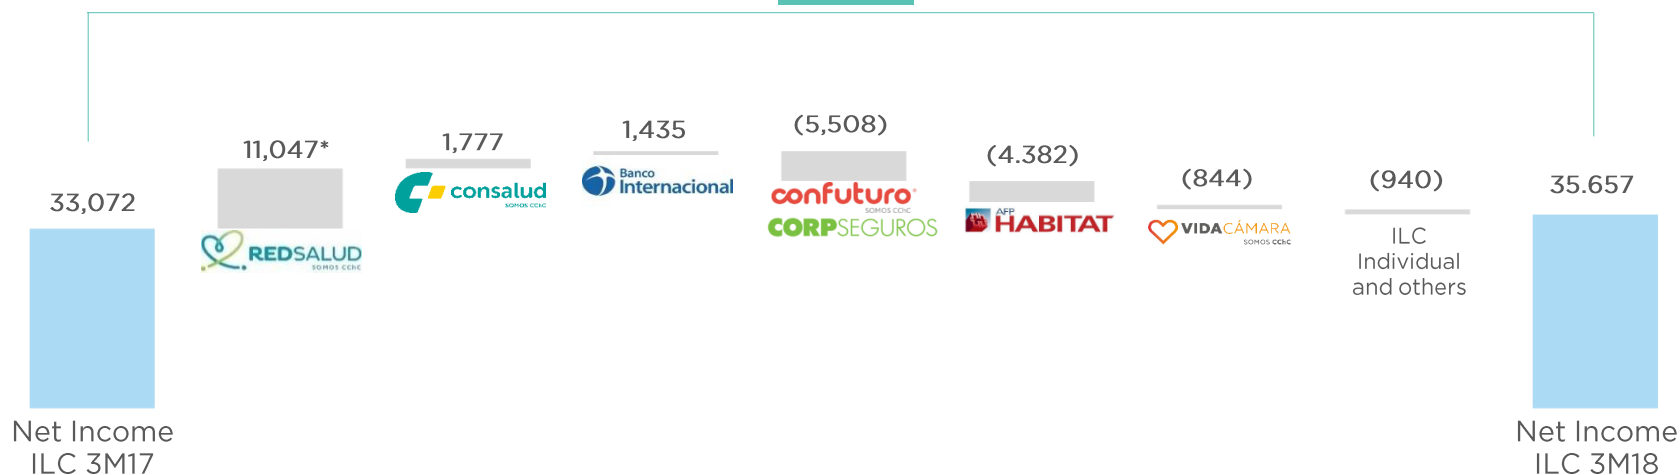 33,072
Net Income
ILC 3M17
11,047*
REDSALUD
SOMOS CChC
1,777
consalud
SOMOS CChC
1,435
Banco
Internacional
(5,508)
confuturo
SOMOS CChC
CORPSEGUROS
(4.382)
AFP
HABITAT
(844)
VIDACÁMARA
SOMOS CChC
(940)
ILC
Individual
and others
35.657
Net Income
ILC 3M18